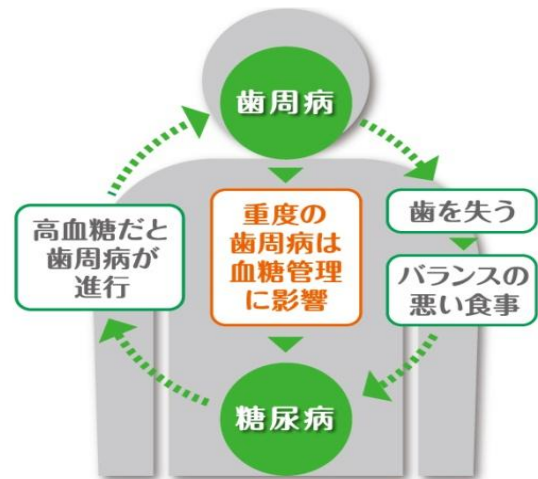 歯周病
重度の
歯周病は
血糖管理
に影響
歯を失う
バランスの
悪い食事
糖尿病
高血糖だと
歯周病が
進行